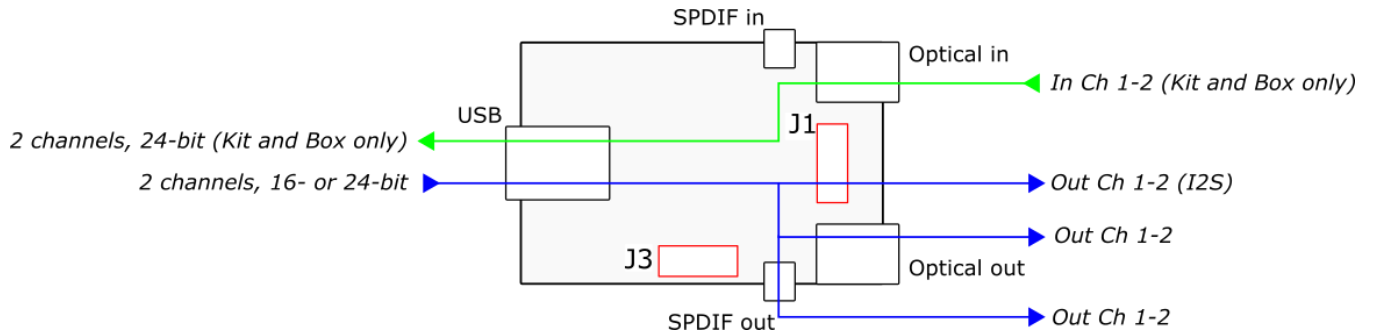 SPDIF in
Optical in
In Ch 1-2 (Kit and Box only)
USB
J1
2 channels, 24-bit (Kit and Box only)
2 channels, 16- or 24-bit
Out Ch 1-2 (I2S)
Out Ch 1-2
J3
Optical out
SPDIF out
Out Ch 1-2